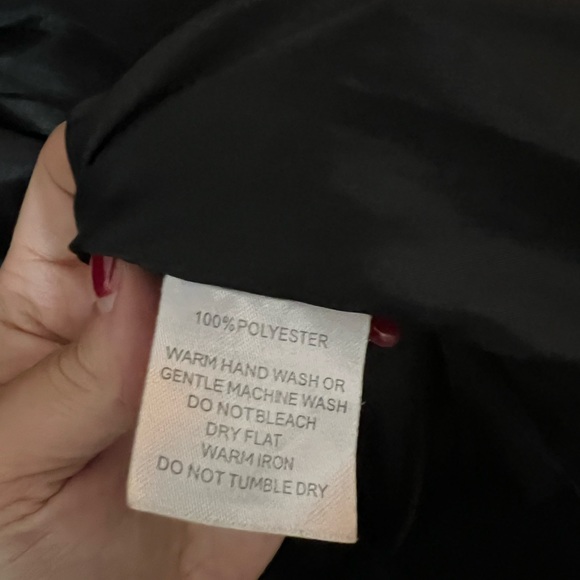 100%POLYESTER
WARM HAND WASH OR
GENTLE MACHINE WASH
DO NOTBLEACH
DRY FLAT
WARM IRON
DO NOT TUMBLE DRY